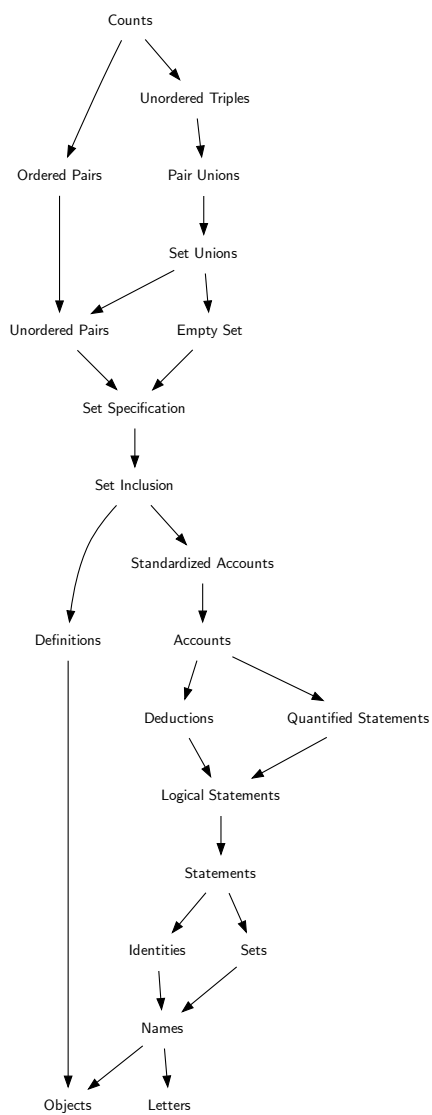 Counts
Unordered Triples
Ordered Pairs
Pair Unions
Set Unions
Unordered Pairs
Empty Set
Set Specification
Set Inclusion
Standardized Accounts
Definitions
Accounts
Deductions
Quantified Statements
Logical Statements
Statements
Identities
Sets
Names
Objects
Letters